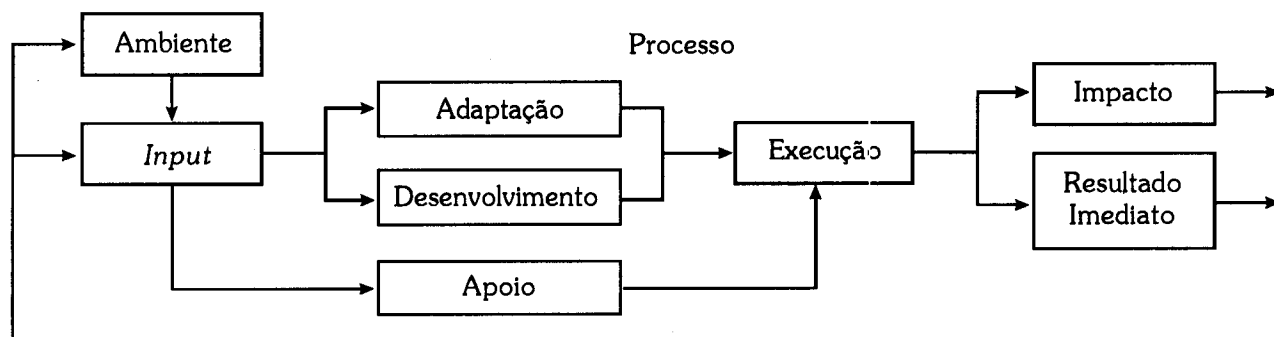 Ambiente
Processo
Input
Adaptação
Desenvolvimento
Apoio
Execução
Impacto
Resultado
Imediato